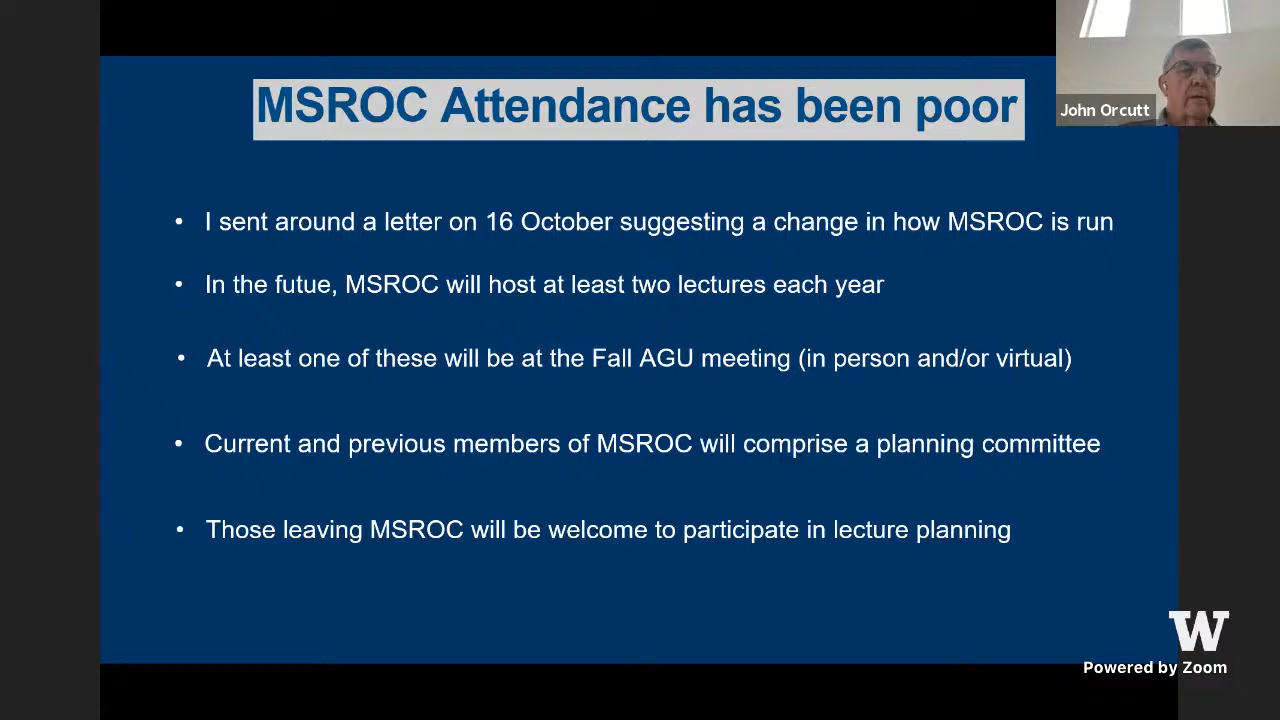 MSROC Attendance has been poor
John Orcutt
• I sent around a letter on 16 October suggesting a change in how MSROC is run
• In the futue, MSROC will host at least two lectures each year
• At least one of these will be at the Fall AGU meeting (in person and/or virtual)
• Current and previous members of MSROC will comprise a planning committee
• Those leaving MSROC will be welcome to participate in lecture planning
W
Powered by Zoom